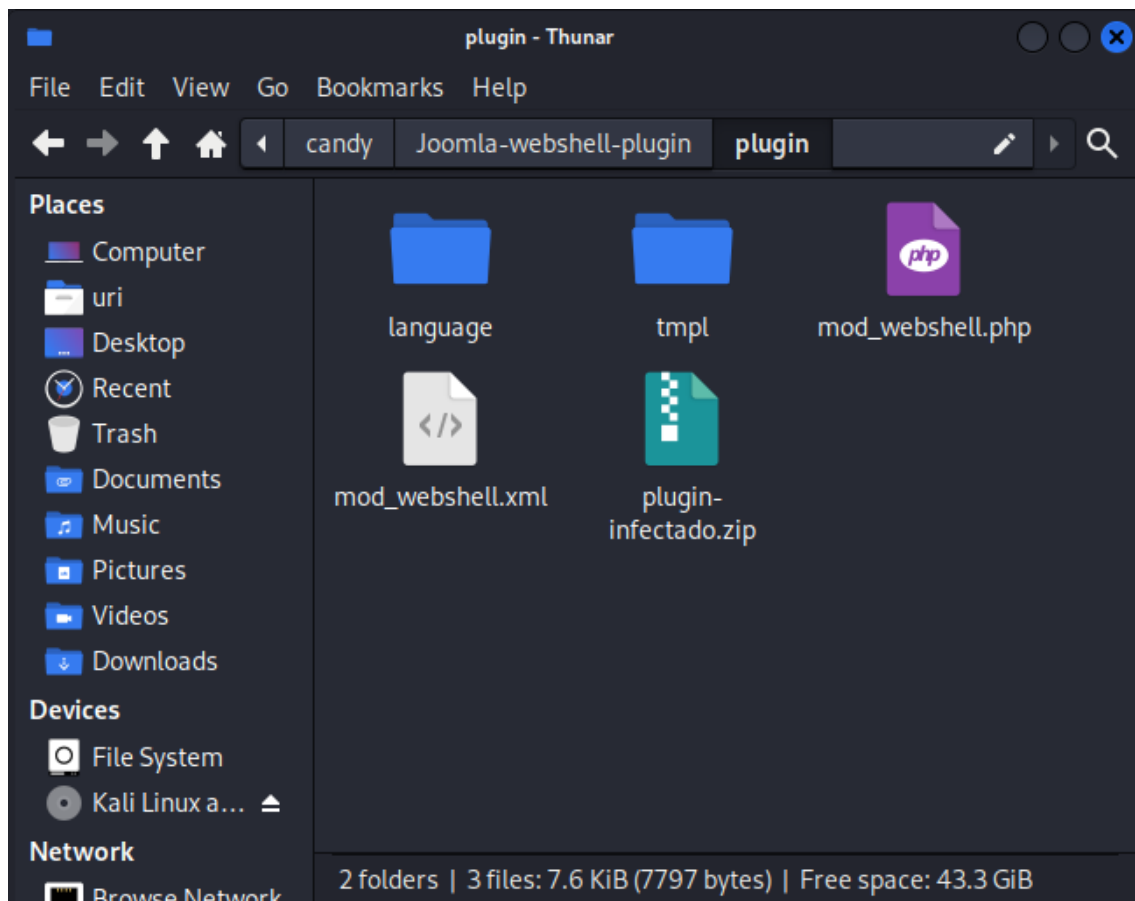 plugin - Thunar
File Edit View Go Bookmarks Help
candy Joomla-webshell-plugin plugin
Places
Computer
uri
Desktop
Recent
Trash
Documents
Music
Pictures
Videos
Downloads
Devices
File System
Kali Linux a...
Network
Browse Network
language
tmpl
php
mod_webshell.php
</>
mod_webshell.xml
plugin-
infectado.zip
2 folders | 3 files: 7.6 KiB (7797 bytes) | Free space: 43.3 GiB